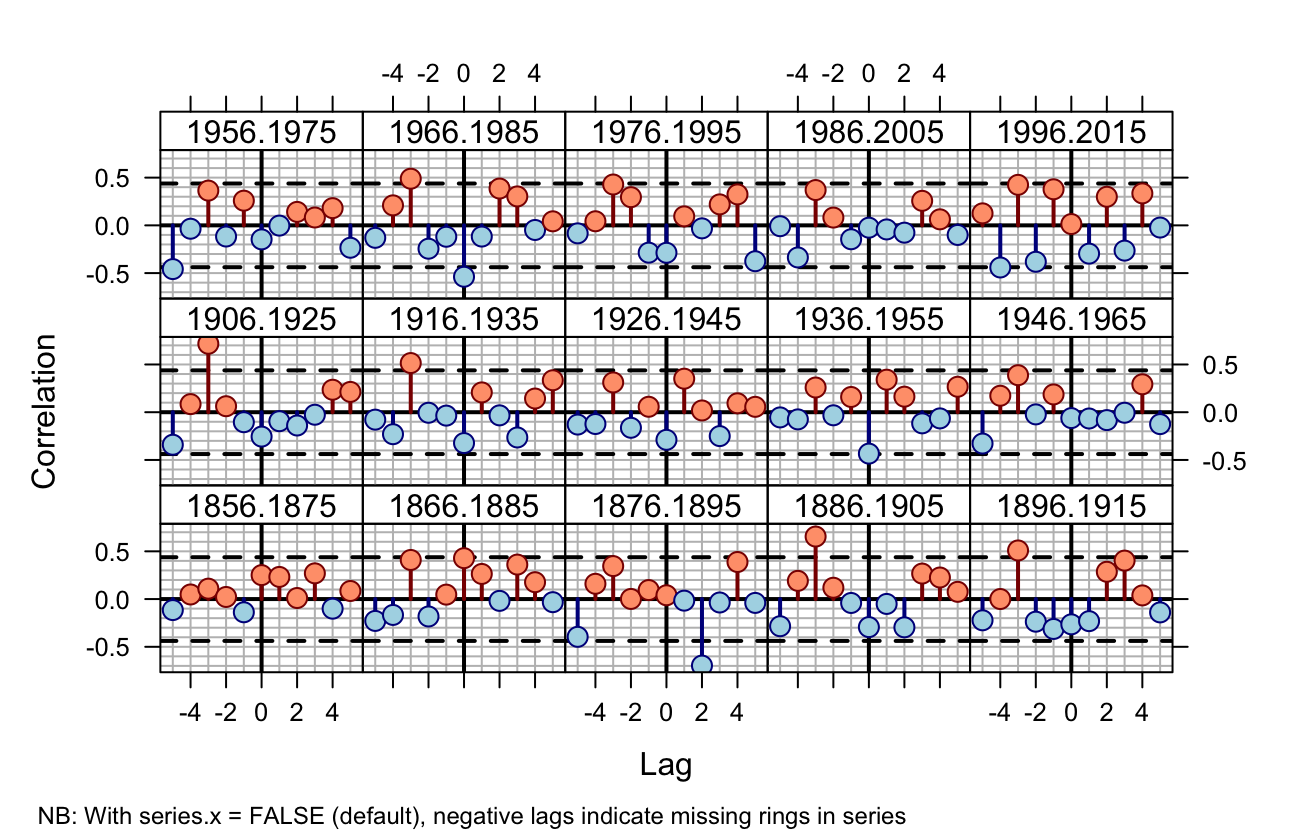 -4 -2 0 2 4 -4 -2 0 2 4
1956.1975 1966.1985 1976.1995 1986.2005 1996.2015
0.5
0.0
-0.5
1906.1925 1916.1935 1926.1945 1936.1955 1946.1965
0.5
0.0
-0.5
Correlation
1856.1875 1866.1885 1876.1895 1886.1905 1896.1915
0.5
0.0
-0.5
-4 -2 0 2 4 -4 -2 0 2 4 -4 -2 0 2 4
Lag
NB: With series.x = FALSE (default), negative lags indicate missing rings in series